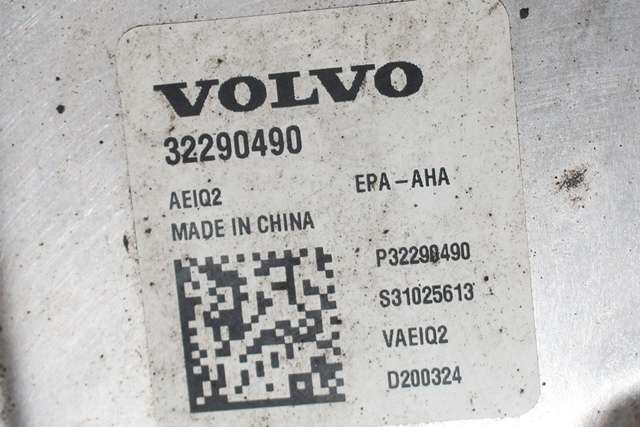 VOLVO
32290490
AEIQ2
EPA-AHA
MADE IN CHINA
P32290490
S31025613
VAEIQ2
D200324